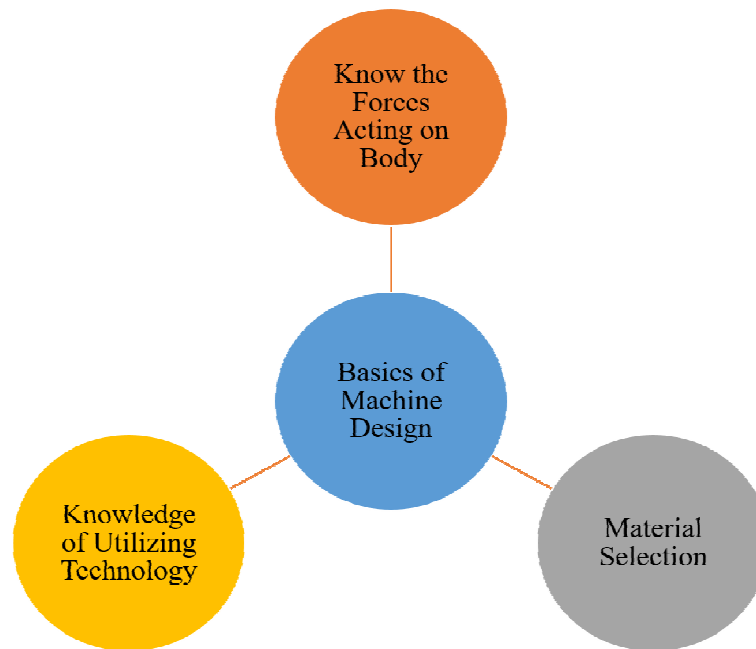 Know the
Forces
Acting on
Body
Basics of
Machine
Design
Knowledge
of Utilizing
Technology
Material
Selection